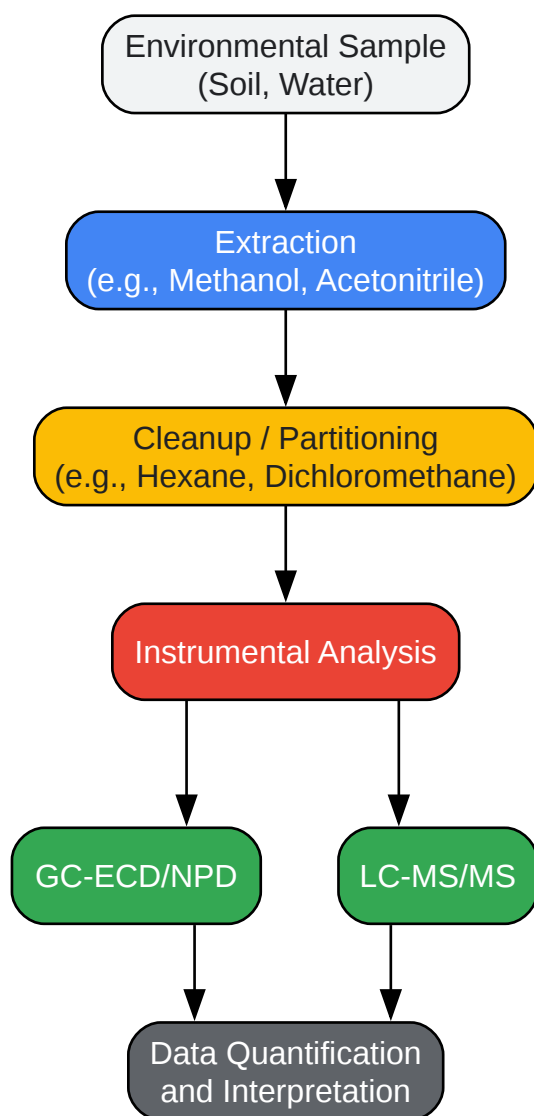 Environmental Sample
(Soil, Water)
Extraction
(e.g., Methanol, Acetonitrile)
Cleanup / Partitioning
(e.g., Hexane, Dichloromethane)
Instrumental Analysis
GC-ECD/NPD
LC-MS/MS
Data Quantification
and Interpretation